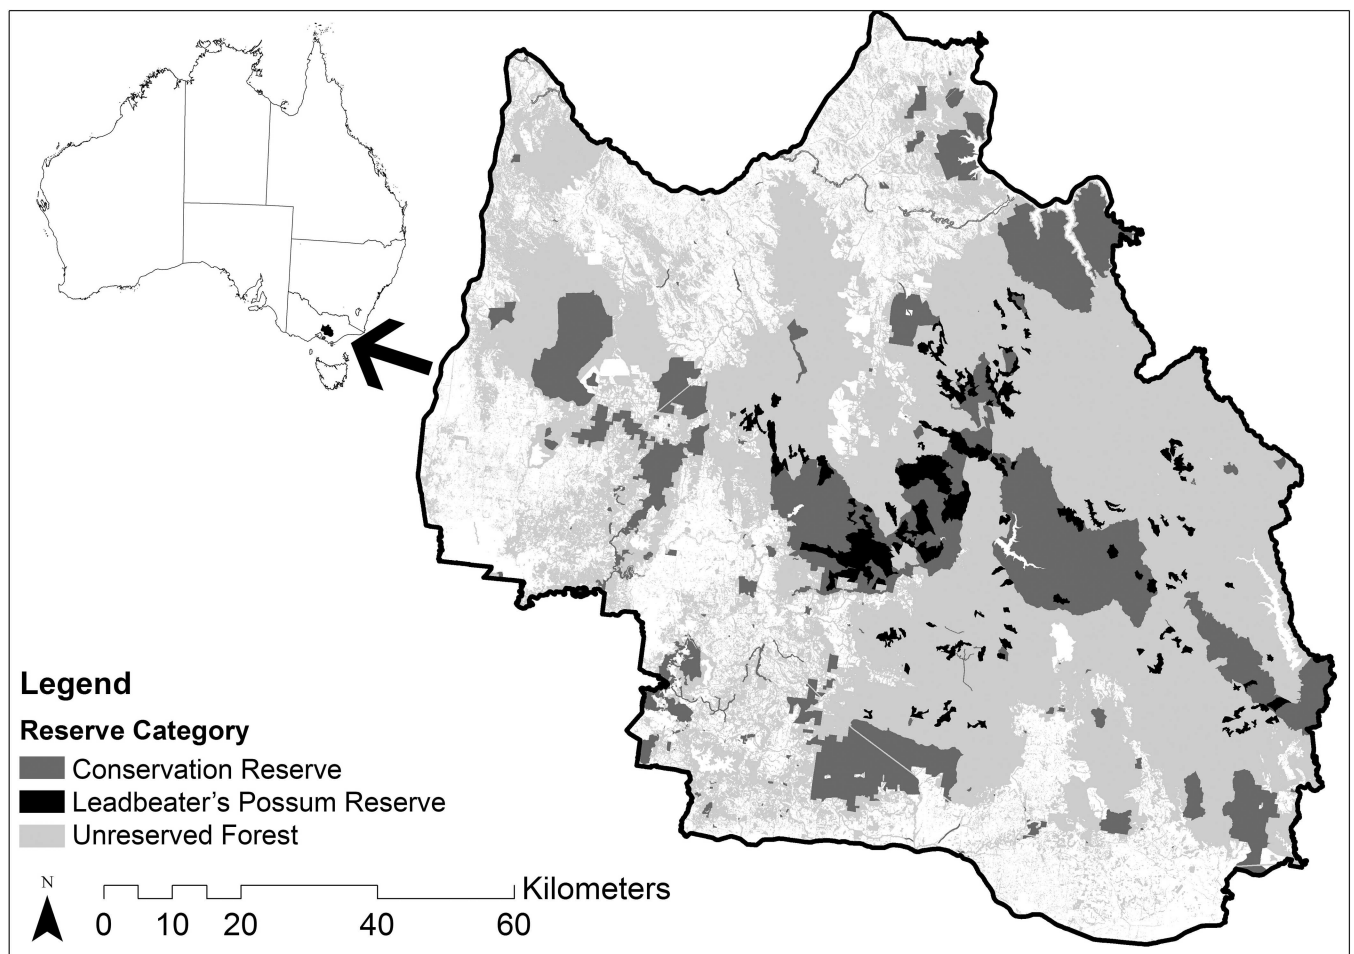 Legend
Reserve Category
Conservation Reserve
Leadbeater's Possum Reserve
Unreserved Forest
N
Kilometers
0 10 20 40 60